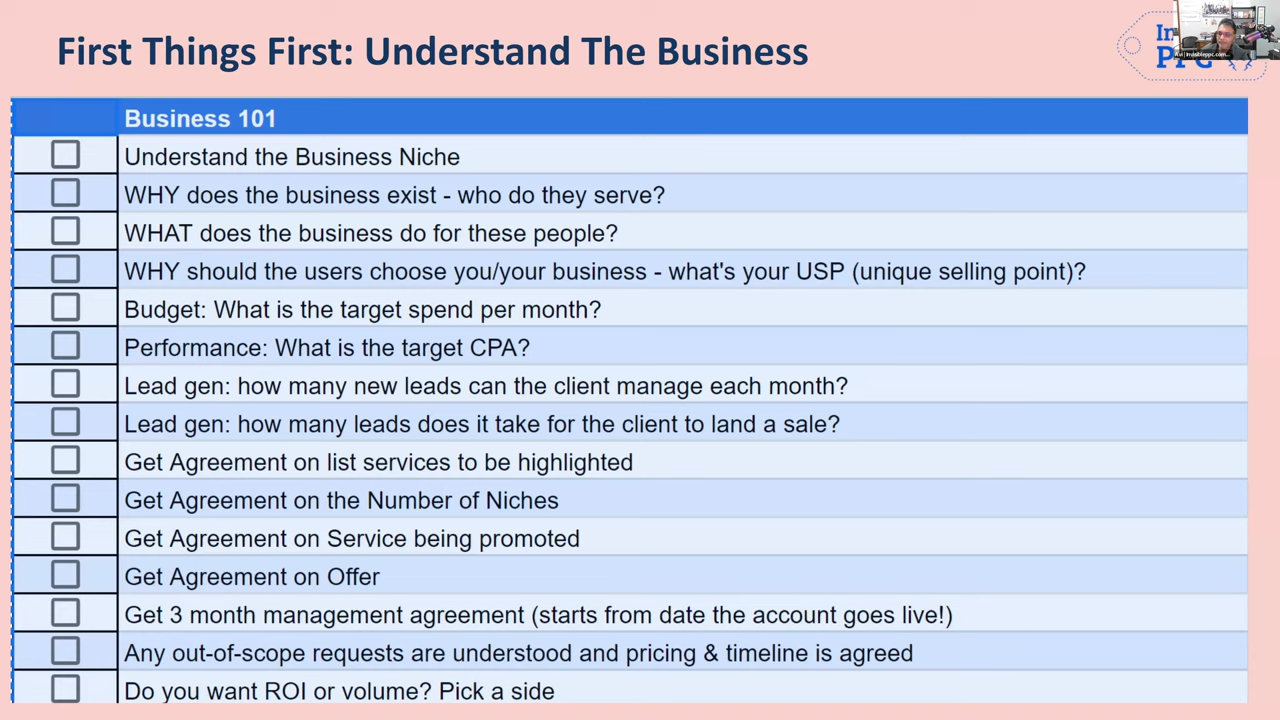 First Things First: Understand The Business
Business 101
Understand the Business Niche
WHY does the business exist - who do they serve?
WHAT does the business do for these people?
WHY should the users choose you/your business - what's your USP (unique selling point)?
Budget: What is the target spend per month?
Performance: What is the target CPA?
Lead gen: how many new leads can the client manage each month?
Lead gen: how many leads does it take for the client to land a sale?
Get Agreement on list services to be highlighted
Get Agreement on the Number of Niches
Get Agreement on Service being promoted
Get Agreement on Offer
Get 3 month management agreement (starts from date the account goes live!)
Any out-of-scope requests are understood and pricing & timeline is agreed
Do you want ROI or volume? Pick a side